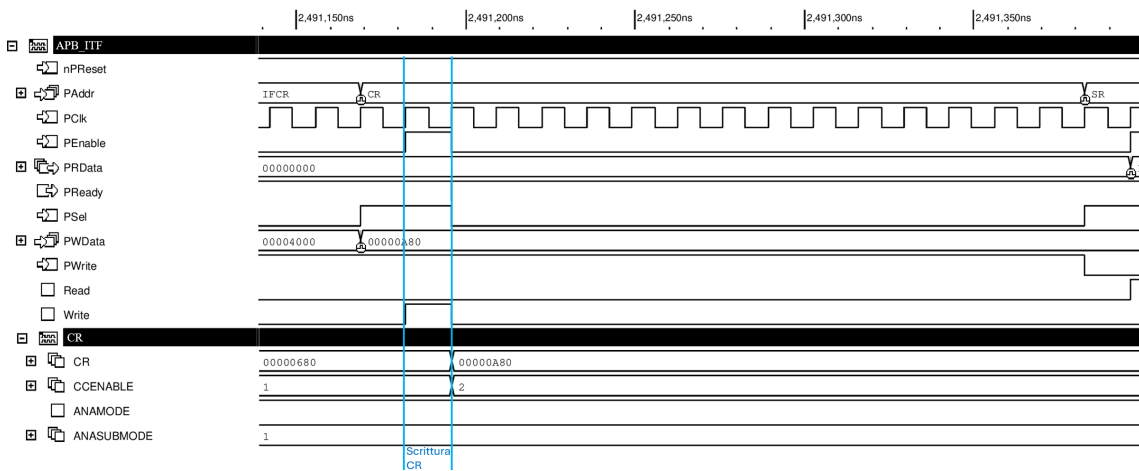 2,491,150ns 2,491,200ns 2,491,250ns 2,491,300ns 2,491,350ns
APB_ITF
nPReset
PAddr IFCR CR SR
PClk
PEnable
PRData 00000000
PReady
PSel
PWData 00004000 00000A80
PWrite
Read
Write
CR
CR 00000680 00000A80
CCENABLE 1 2
ANAMODE
ANASUBMODE 1
Scrittura
CR